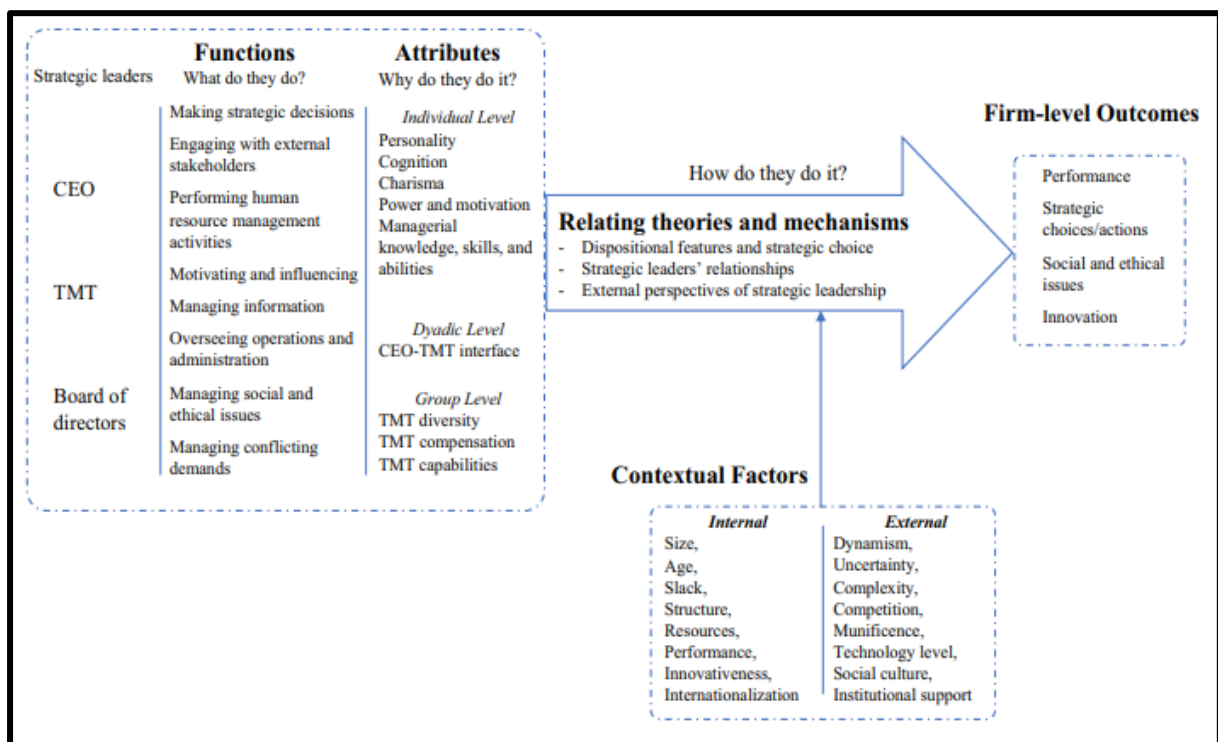 Strategic leaders
CEO
TMT
Board of
directors
Functions
What do they do?
Making strategic decisions
Engaging with external
stakeholders
Performing human
resource management
activities
Motivating and influencing
Managing information
Overseeing operations and
administration
Managing social and
ethical issues
Managing conflicting
demands
Attributes
Why do they do it?
Individual Level
Personality
Cognition
Charisma
Power and motivation
Managerial
knowledge, skills, and
abilities
Dyadic Level
CEO-TMT interface
Group Level
TMT diversity
TMT compensation
TMT capabilities
How do they do it?
Relating theories and mechanisms
- Dispositional features and strategic choice
- Strategic leaders' relationships
- External perspectives of strategic leadership
Firm-level Outcomes
Performance
Strategic
choices/actions
Social and ethical
issues
Innovation
Contextual Factors
Internal
Size,
Age,
Slack,
Structure,
Resources,
Performance,
Innovativeness,
Internationalization
External
Dynamism,
Uncertainty,
Complexity,
Competition,
Munificence,
Technology level,
Social culture,
Institutional support